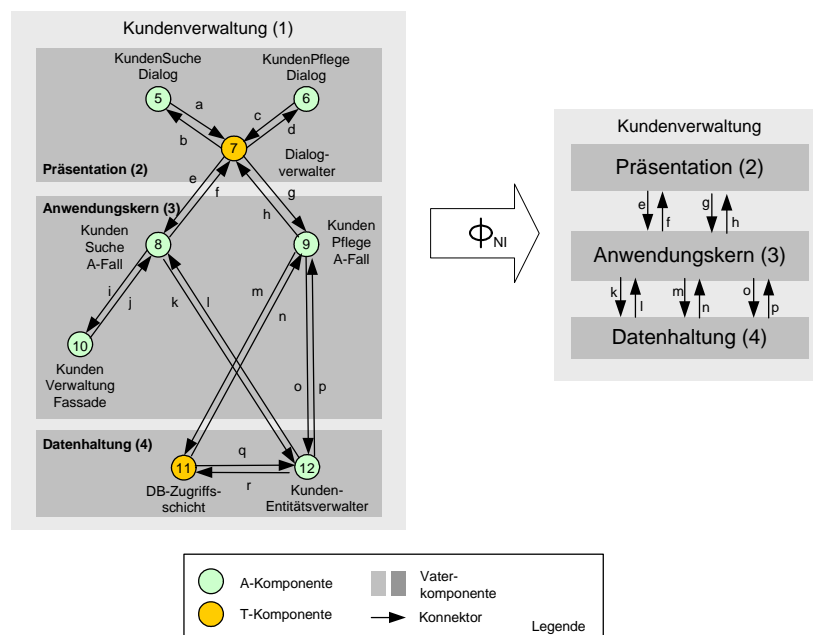 Kundenverwaltung (1)
KundenSuche
Dialog
KundenPflege
Dialog
5
6
a
b
c
d
7
Dialog-
verwalter
Präsentation (2)
e
f
g
h
Anwendungskern (3)
Kunden
Suche
A-Fall
8
9
Kunden
Pflege
A-Fall
i
j
k
l
m
n
10
Kunden
Verwaltung
Fassade
o
p
Datenhaltung (4)
11
q
r
12
DB-Zugriffs-
schicht
Kunden-
Entitätsverwalter
Φ NI
Kundenverwaltung
Präsentation (2)
e
f
g
h
Anwendungskern (3)
k
l
m
n
o
p
Datenhaltung (4)
A-Komponente
T-Komponente
Vater-
komponente
Konnektor
Legende